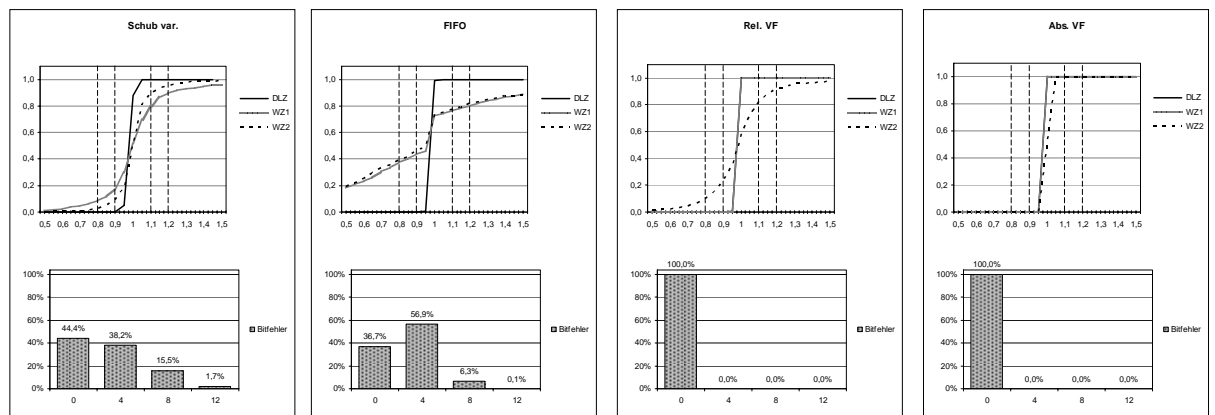 Schub var.
1,0
0,8
0,6
0,4
0,2
0,0
0,5 0,6 0,7 0,8 0,9 1 1,1 1,2 1,3 1,4 1,5
DLZ
WZ1
WZ2
100%
80%
60%
40%
20%
0%
44,4%
38,2%
15,5%
1,7%
0 4 8 12
Bitfehler
FIFO
1,0
0,8
0,6
0,4
0,2
0,0
0,5 0,6 0,7 0,8 0,9 1 1,1 1,2 1,3 1,4 1,5
DLZ
WZ1
WZ2
100%
80%
60%
40%
20%
0%
36,7%
56,9%
6,3%
0,1%
0 4 8 12
Bitfehler
Rel. VF
1,0
0,8
0,6
0,4
0,2
0,0
0,5 0,6 0,7 0,8 0,9 1 1,1 1,2 1,3 1,4 1,5
DLZ
WZ1
WZ2
100%
80%
60%
40%
20%
0%
100,0%
0,0% 0,0% 0,0%
0 4 8 12
Bitfehler
Abs. VF
1,0
0,8
0,6
0,4
0,2
0,0
0,5 0,6 0,7 0,8 0,9 1 1,1 1,2 1,3 1,4 1,5
DLZ
WZ1
WZ2
100%
80%
60%
40%
20%
0%
100,0%
0,0% 0,0% 0,0%
0 4 8 12
Bitfehler